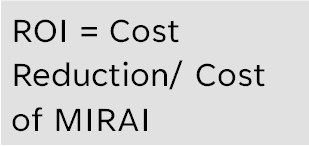 ROI = Cost
Reduction/ Cost
of MIRAI